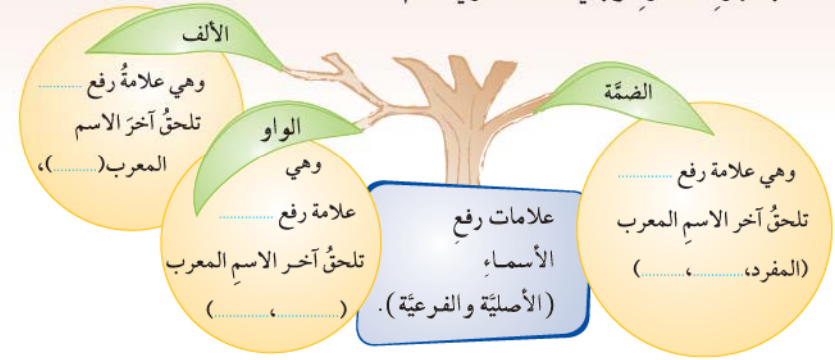 الضمَّة
وهي علامة رفع ..........
تلحقُ آخر الاسمِ المعرب
(المفرد،..........،..........)
علامات رفعِ
الأسمـاءِ
(الأصليَّة والفرعيَّة).
الواو
وهي
علامة رفع ..........
تلحقُ آخـر الاسمِ المعرب
(..........،..........)
الألف
وهي علامةُ رفع ..........
تلحقُ آخرَ الاسم
المعرب(..........)،